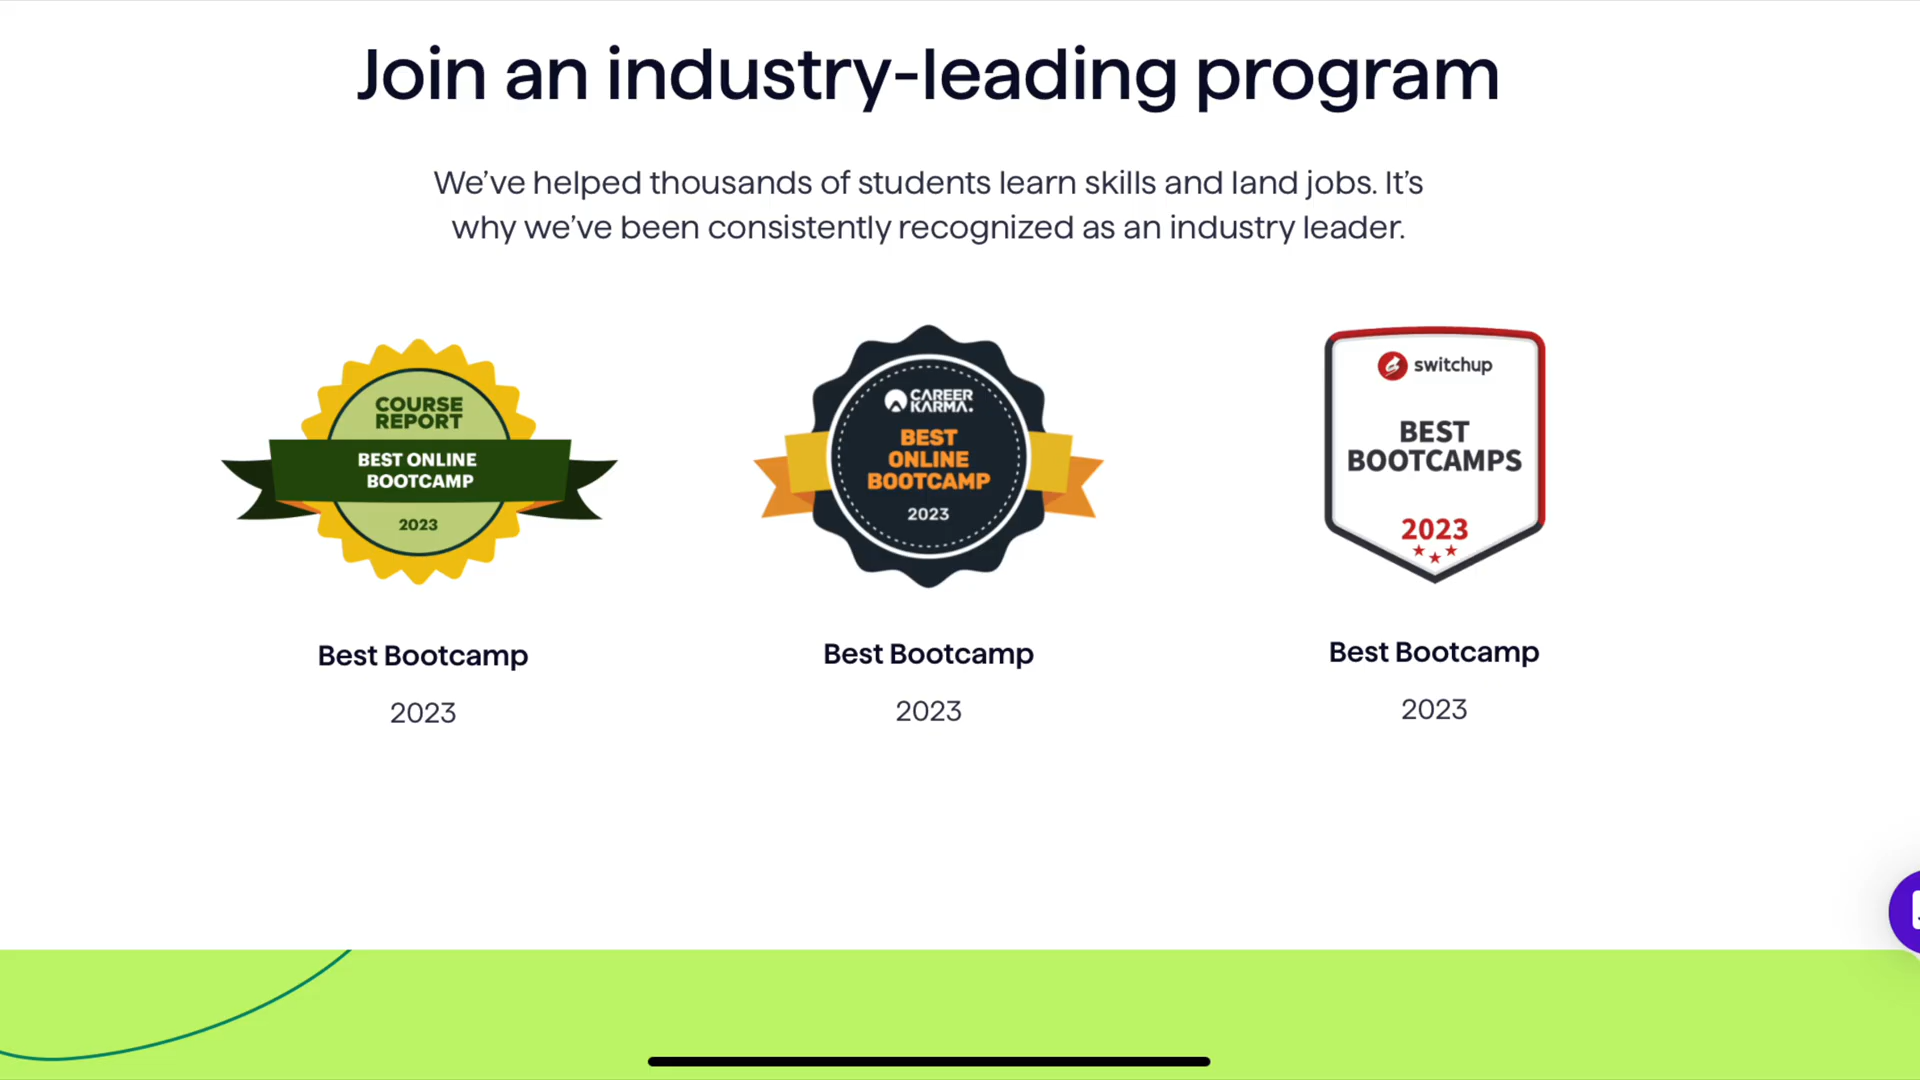 Join an industry-leading program
We’ve helped thousands of students learn skills and land jobs. It’s
why we’ve been consistently recognized as an industry leader.
COURSE
REPORT
BEST ONLINE
BOOTCAMP
2023
CAREER
KARMA.
BEST
ONLINE
BOOTCAMP
2023
switchup
BEST
BOOTCAMPS
2023
Best Bootcamp
2023
Best Bootcamp
2023
Best Bootcamp
2023